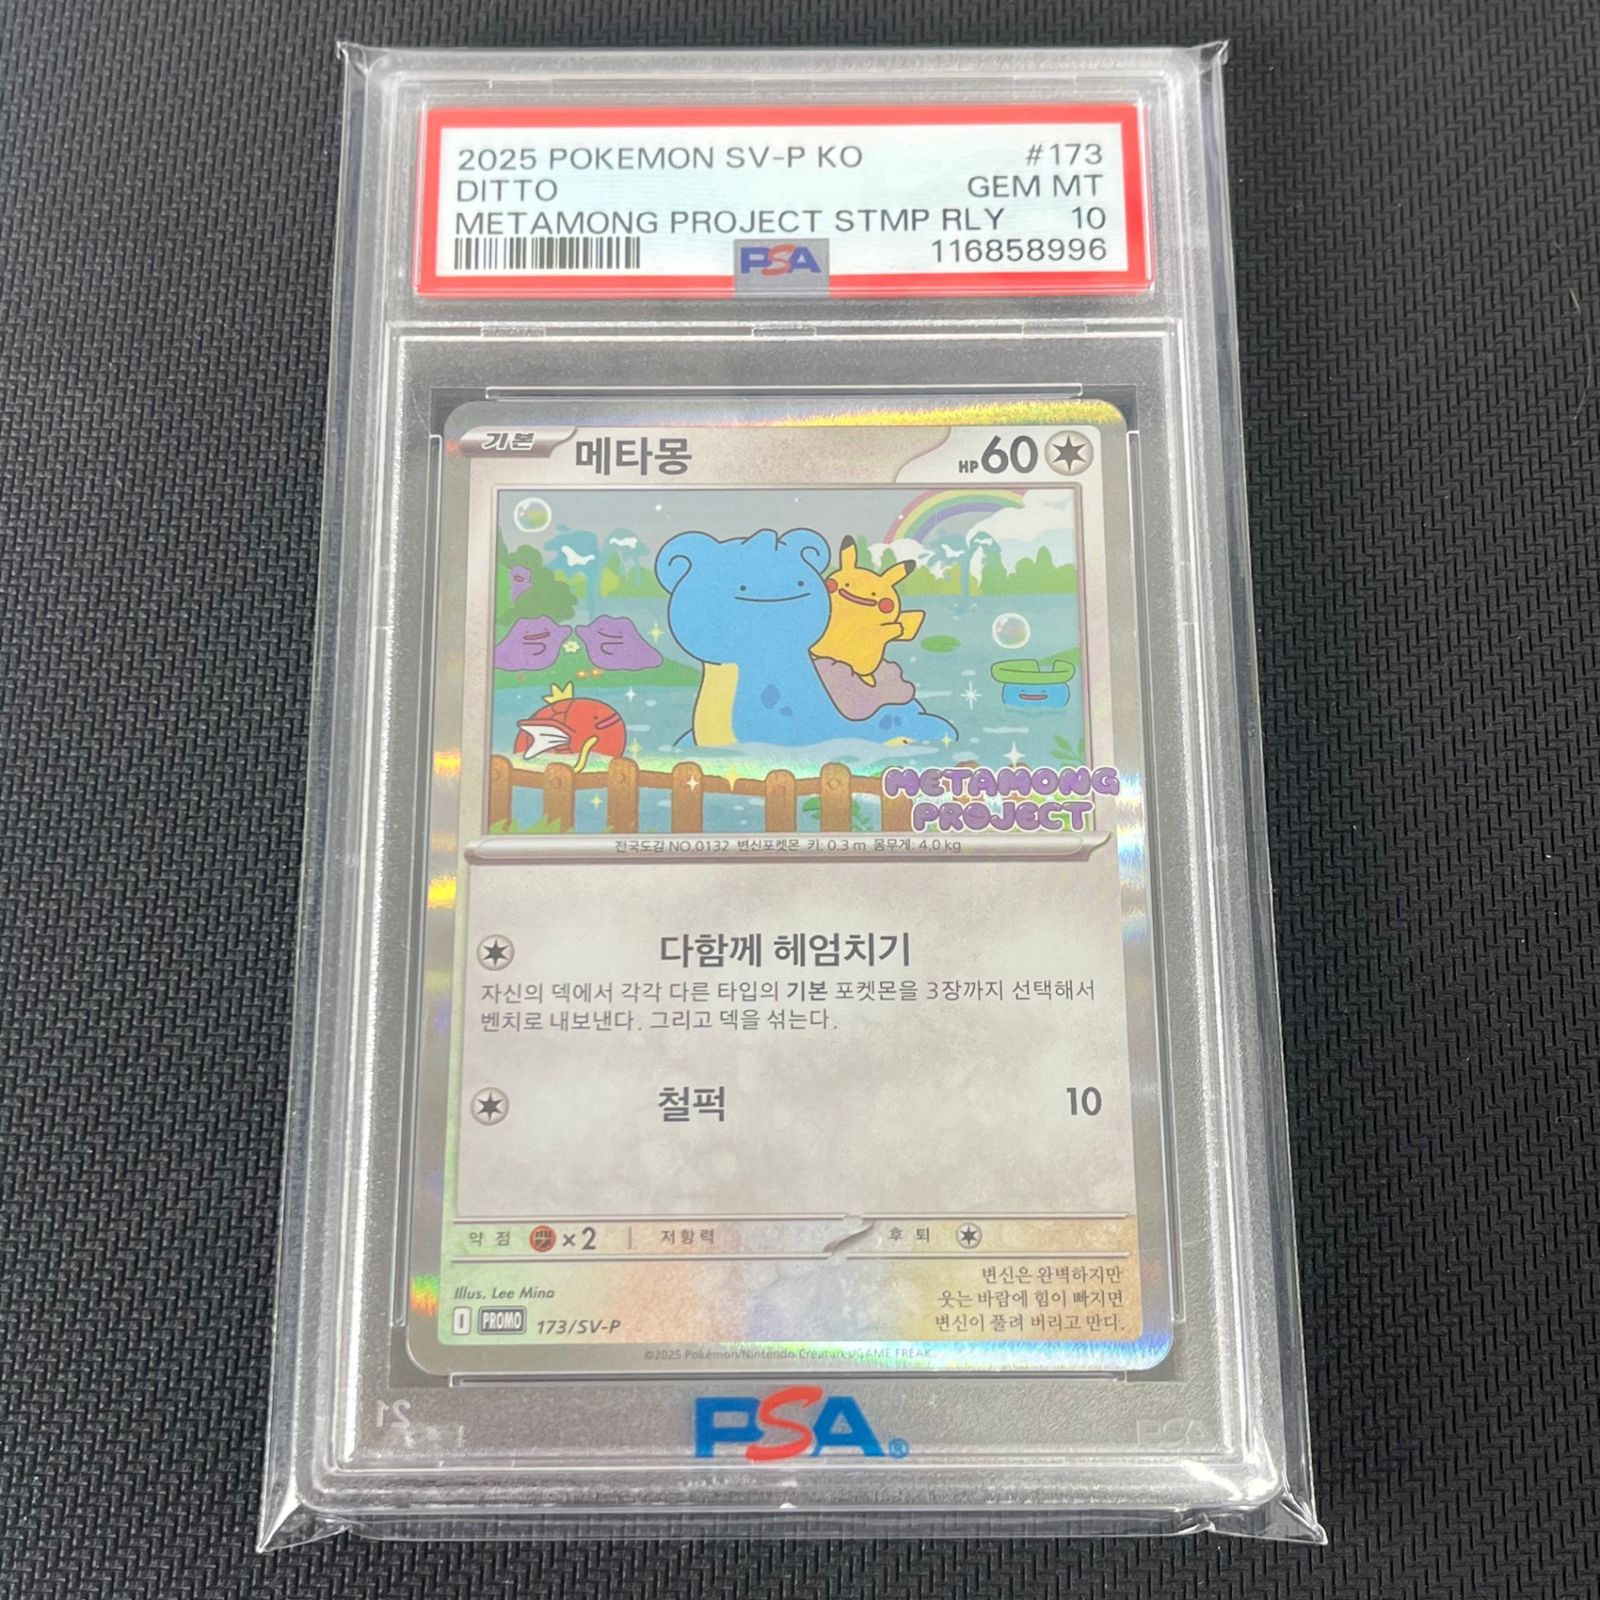 2025 POKEMON SV-P KO #173
DITTO GEM MT
METAMONG PROJECT STMP RLY 10
PSA 116858996
기본 메타몽 HP60
METAMONG
PROJECT
전국도감 NO.0132 변신포켓몬 키: 0.3 m 몸무게: 4.0 kg
다함께 헤엄치기
자신의 덱에서 각각 다른 타입의 기본 포켓몬을 3장까지 선택해서
벤치로 내보낸다. 그리고 덱을 섞는다.
철퍽 10
약점 ×2 저항력 후퇴
Illus. Lee Mina
변신은 완벽하지만
웃는 바람에 힘이 빠지면
변신이 풀려 버리고 만다.
I PROMO 173/SV-P
©2025 Pokémon/Nintendo/Creatures/GAME FREAK.
PSA®